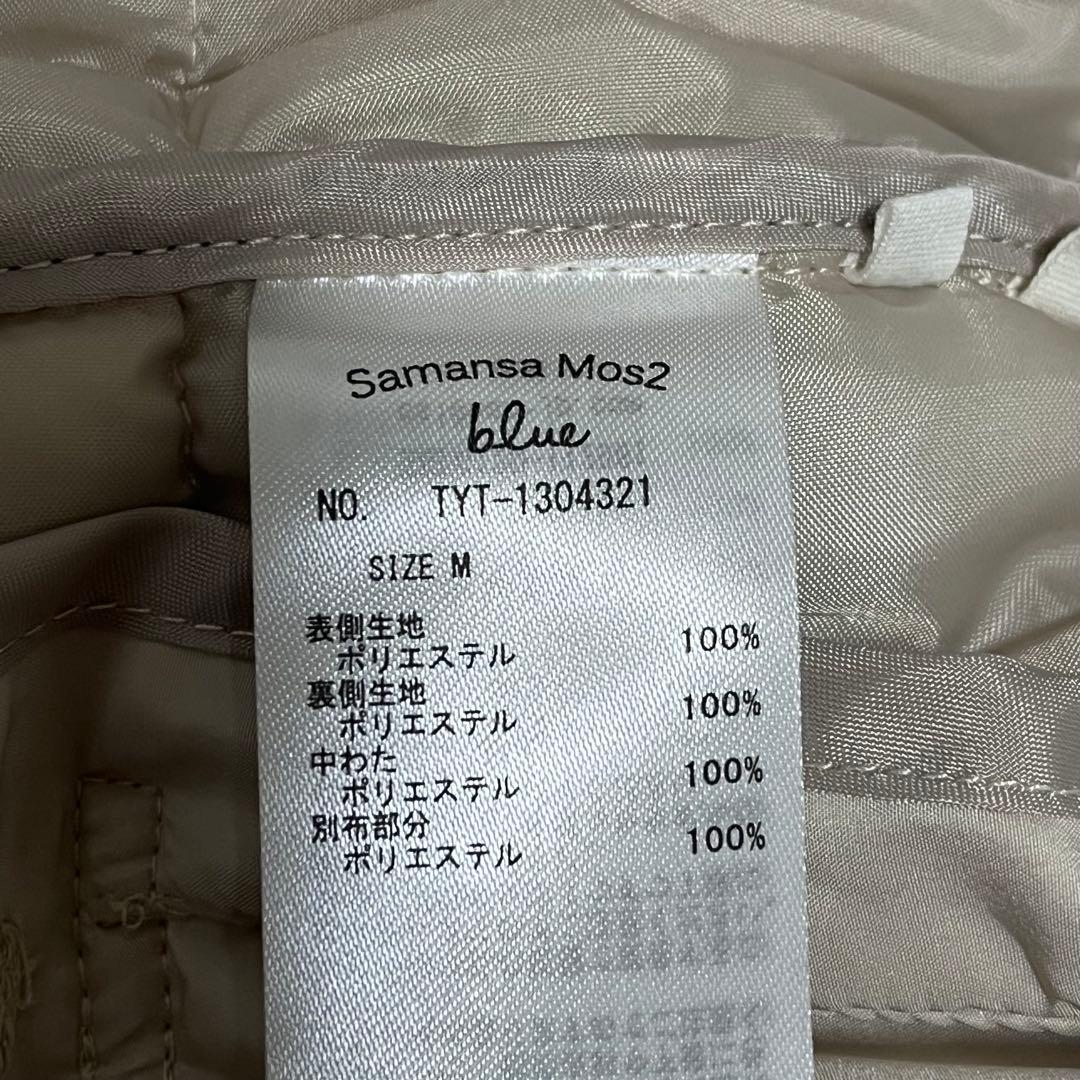 Samansa Mos2
blue
NO. TYT-1304321
SIZE M
表側生地
ポリエステル 100%
裏側生地
ポリエステル 100%
中わた
ポリエステル 100%
別布部分
ポリエステル 100%